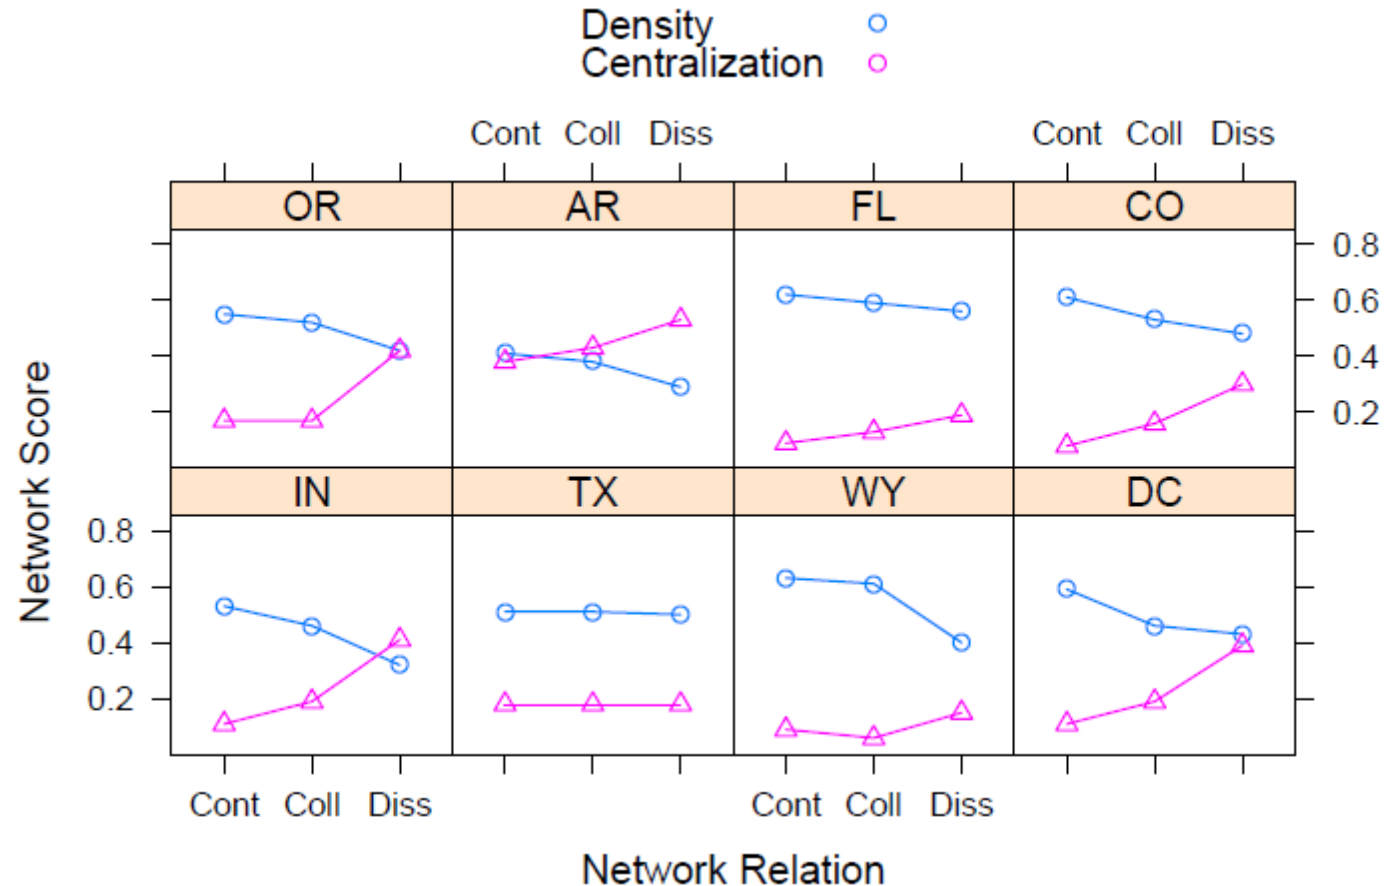 Density
Centralization
Cont Coll Diss Cont Coll Diss
OR AR FL CO
0.8
0.6
0.4
0.2
Network Score
IN TX WY DC
0.8
0.6
0.4
0.2
Cont Coll Diss Cont Coll Diss
Network Relation